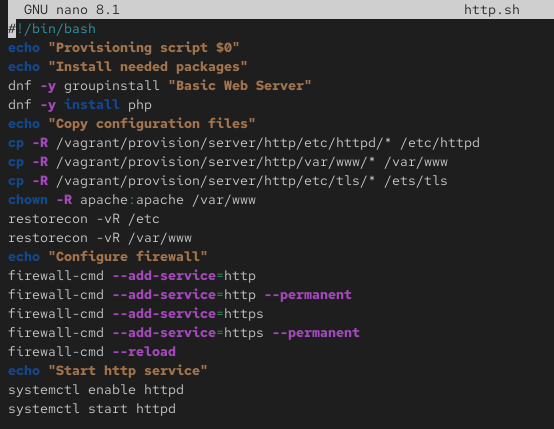 GNU nano 8.1 http.sh
#!/bin/bash
echo "Provisioning script $0"
echo "Install needed packages"
dnf -y groupinstall "Basic Web Server"
dnf -y install php
echo "Copy configuration files"
cp -R /vagrant/provision/server/http/etc/httpd/* /etc/httpd
cp -R /vagrant/provision/server/http/var/www/* /var/www
cp -R /vagrant/provision/server/http/etc/tls/* /ets/tls
chown -R apache:apache /var/www
restorecon -vR /etc
restorecon -vR /var/www
echo "Configure firewall"
firewall-cmd --add-service=http
firewall-cmd --add-service=http --permanent
firewall-cmd --add-service=https
firewall-cmd --add-service=https --permanent
firewall-cmd --reload
echo "Start http service"
systemctl enable httpd
systemctl start httpd